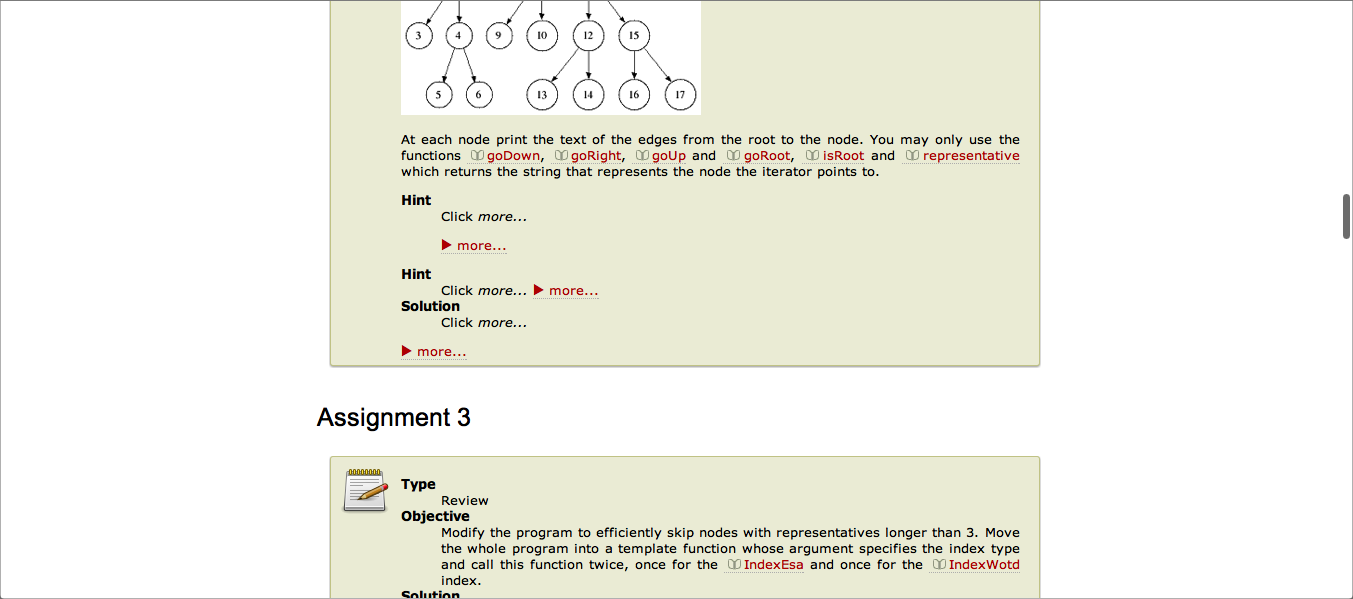 3 4 9 10 12 15
5 6 13 14 16 17
At each node print the text of the edges from the root to the node. You may only use the
functions goDown, goRight, goUp and goRoot, isRoot and representative
which returns the string that represents the node the iterator points to.
Hint
Click more...
more...
Hint
Click more... more...
Solution
Click more...
more...
Assignment 3
Type
Review
Objective
Modify the program to efficiently skip nodes with representatives longer than 3. Move
the whole program into a template function whose argument specifies the index type
and call this function twice, once for the IndexEsa and once for the IndexWotd
index.
Solution